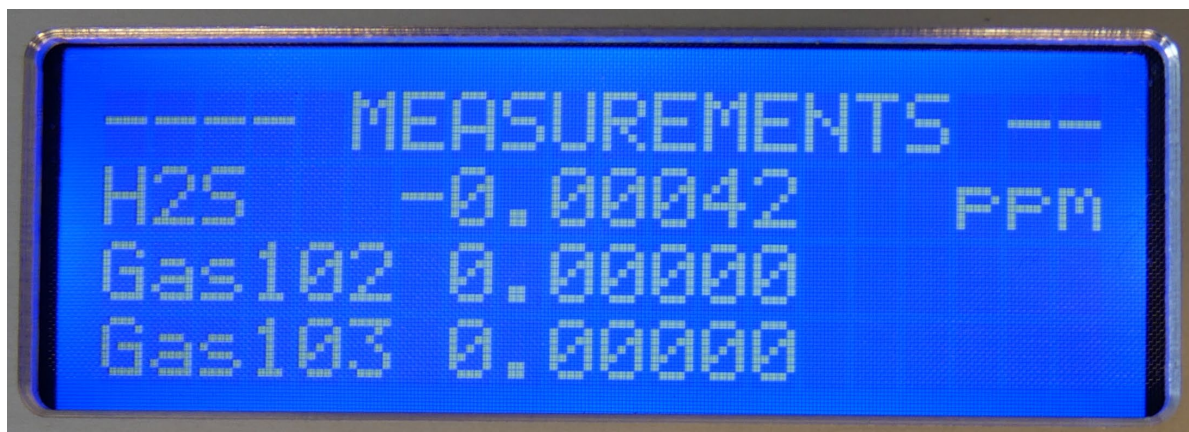 ---- MEASUREMENTS --
H2S -0.00042 ppm
Gas102 0.00000
Gas103 0.00000